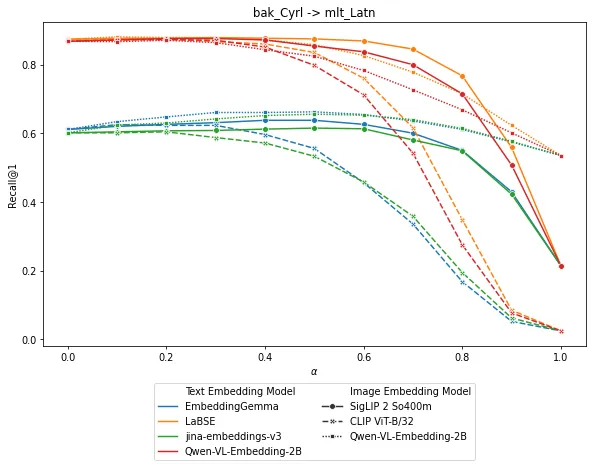 bak_Cyrl -> mlt_Latn
Recall@1
0.8
0.6
0.4
0.2
0.0
0.0 0.2 0.4 0.6 0.8 1.0
α
Text Embedding Model Image Embedding Model
EmbeddingGemma SigLIP 2 So400m
LaBSE CLIP ViT-B/32
jina-embeddings-v3 Qwen-VL-Embedding-2B
Qwen-VL-Embedding-2B